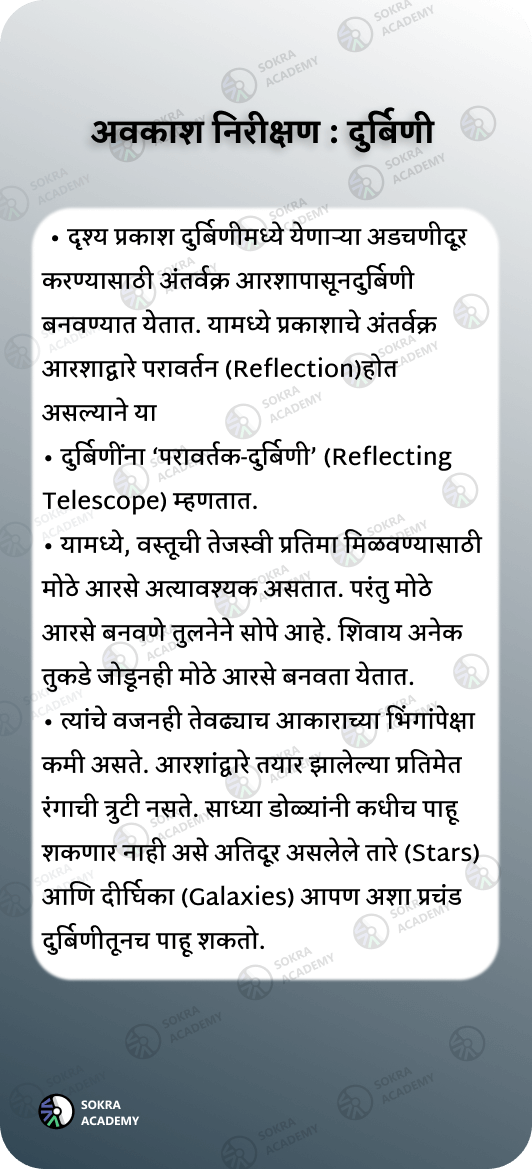 अवकाश निरीक्षण : दुर्बिणी
• दृश्य प्रकाश दुर्बिणीमध्ये येणाऱ्या अडचणीदूर
करण्यासाठी अंतर्वक्र आरशापासूनदुर्बिणी
बनवण्यात येतात. यामध्ये प्रकाशाचे अंतर्वक्र
आरशाद्वारे परावर्तन (Reflection)होत
असल्याने या
• दुर्बिणींना ‘परावर्तक-दुर्बिणी’ (Reflecting
Telescope) म्हणतात.
• यामध्ये, वस्तूची तेजस्वी प्रतिमा मिळवण्यासाठी
मोठे आरसे अत्यावश्यक असतात. परंतु मोठे
आरसे बनवणे तुलनेने सोपे आहे. शिवाय अनेक
तुकडे जोडूनही मोठे आरसे बनवता येतात.
• त्यांचे वजनही तेवढ्याच आकाराच्या भिंगांपेक्षा
कमी असते. आरशांद्वारे तयार झालेल्या प्रतिमेत
रंगाची त्रुटी नसते. साध्या डोळ्यांनी कधीच पाहू
शकणार नाही असे अतिदूर असलेले तारे (Stars)
आणि दीर्घिका (Galaxies) आपण अशा प्रचंड
दुर्बिणीतूनच पाहू शकतो.
SOKRA
ACADEMY